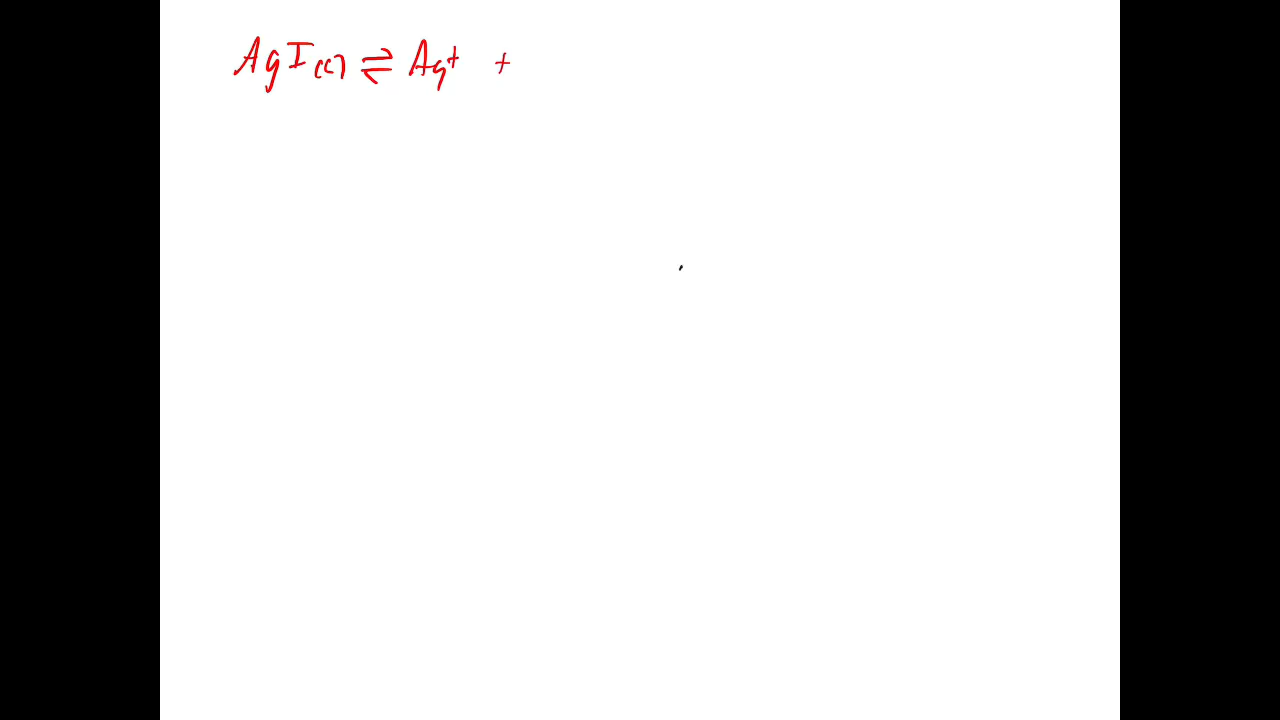 AgI(s) ⇌ Ag+ +